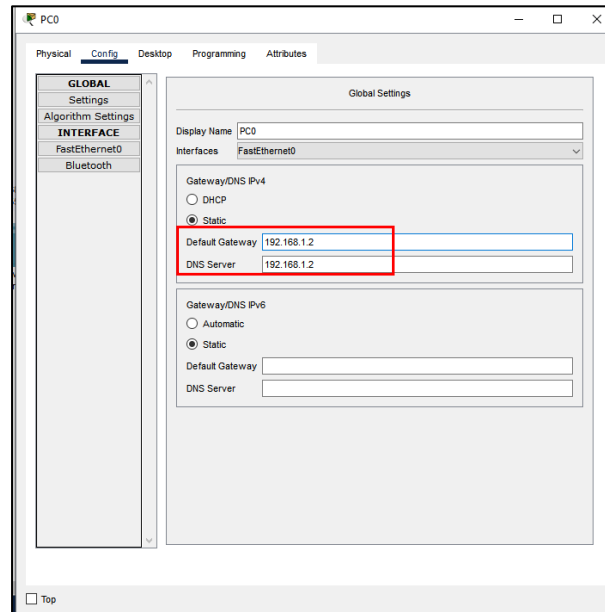 PC0
Physical Config Desktop Programming Attributes
GLOBAL
Settings
Algorithm Settings
INTERFACE
FastEthernet0
Bluetooth
Global Settings
Display Name PC0
Interfaces FastEthernet0
Gateway/DNS IPv4
DHCP
Static
Default Gateway 192.168.1.2
DNS Server 192.168.1.2
Gateway/DNS IPv6
Automatic
Static
Default Gateway
DNS Server
Top